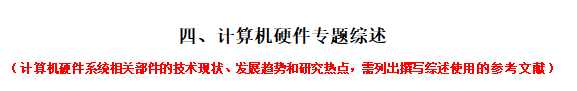 四、计算机硬件专题综述
（计算机硬件系统相关部件的技术现状、发展趋势和研究热点，需列出撰写综述使用的参考文献）